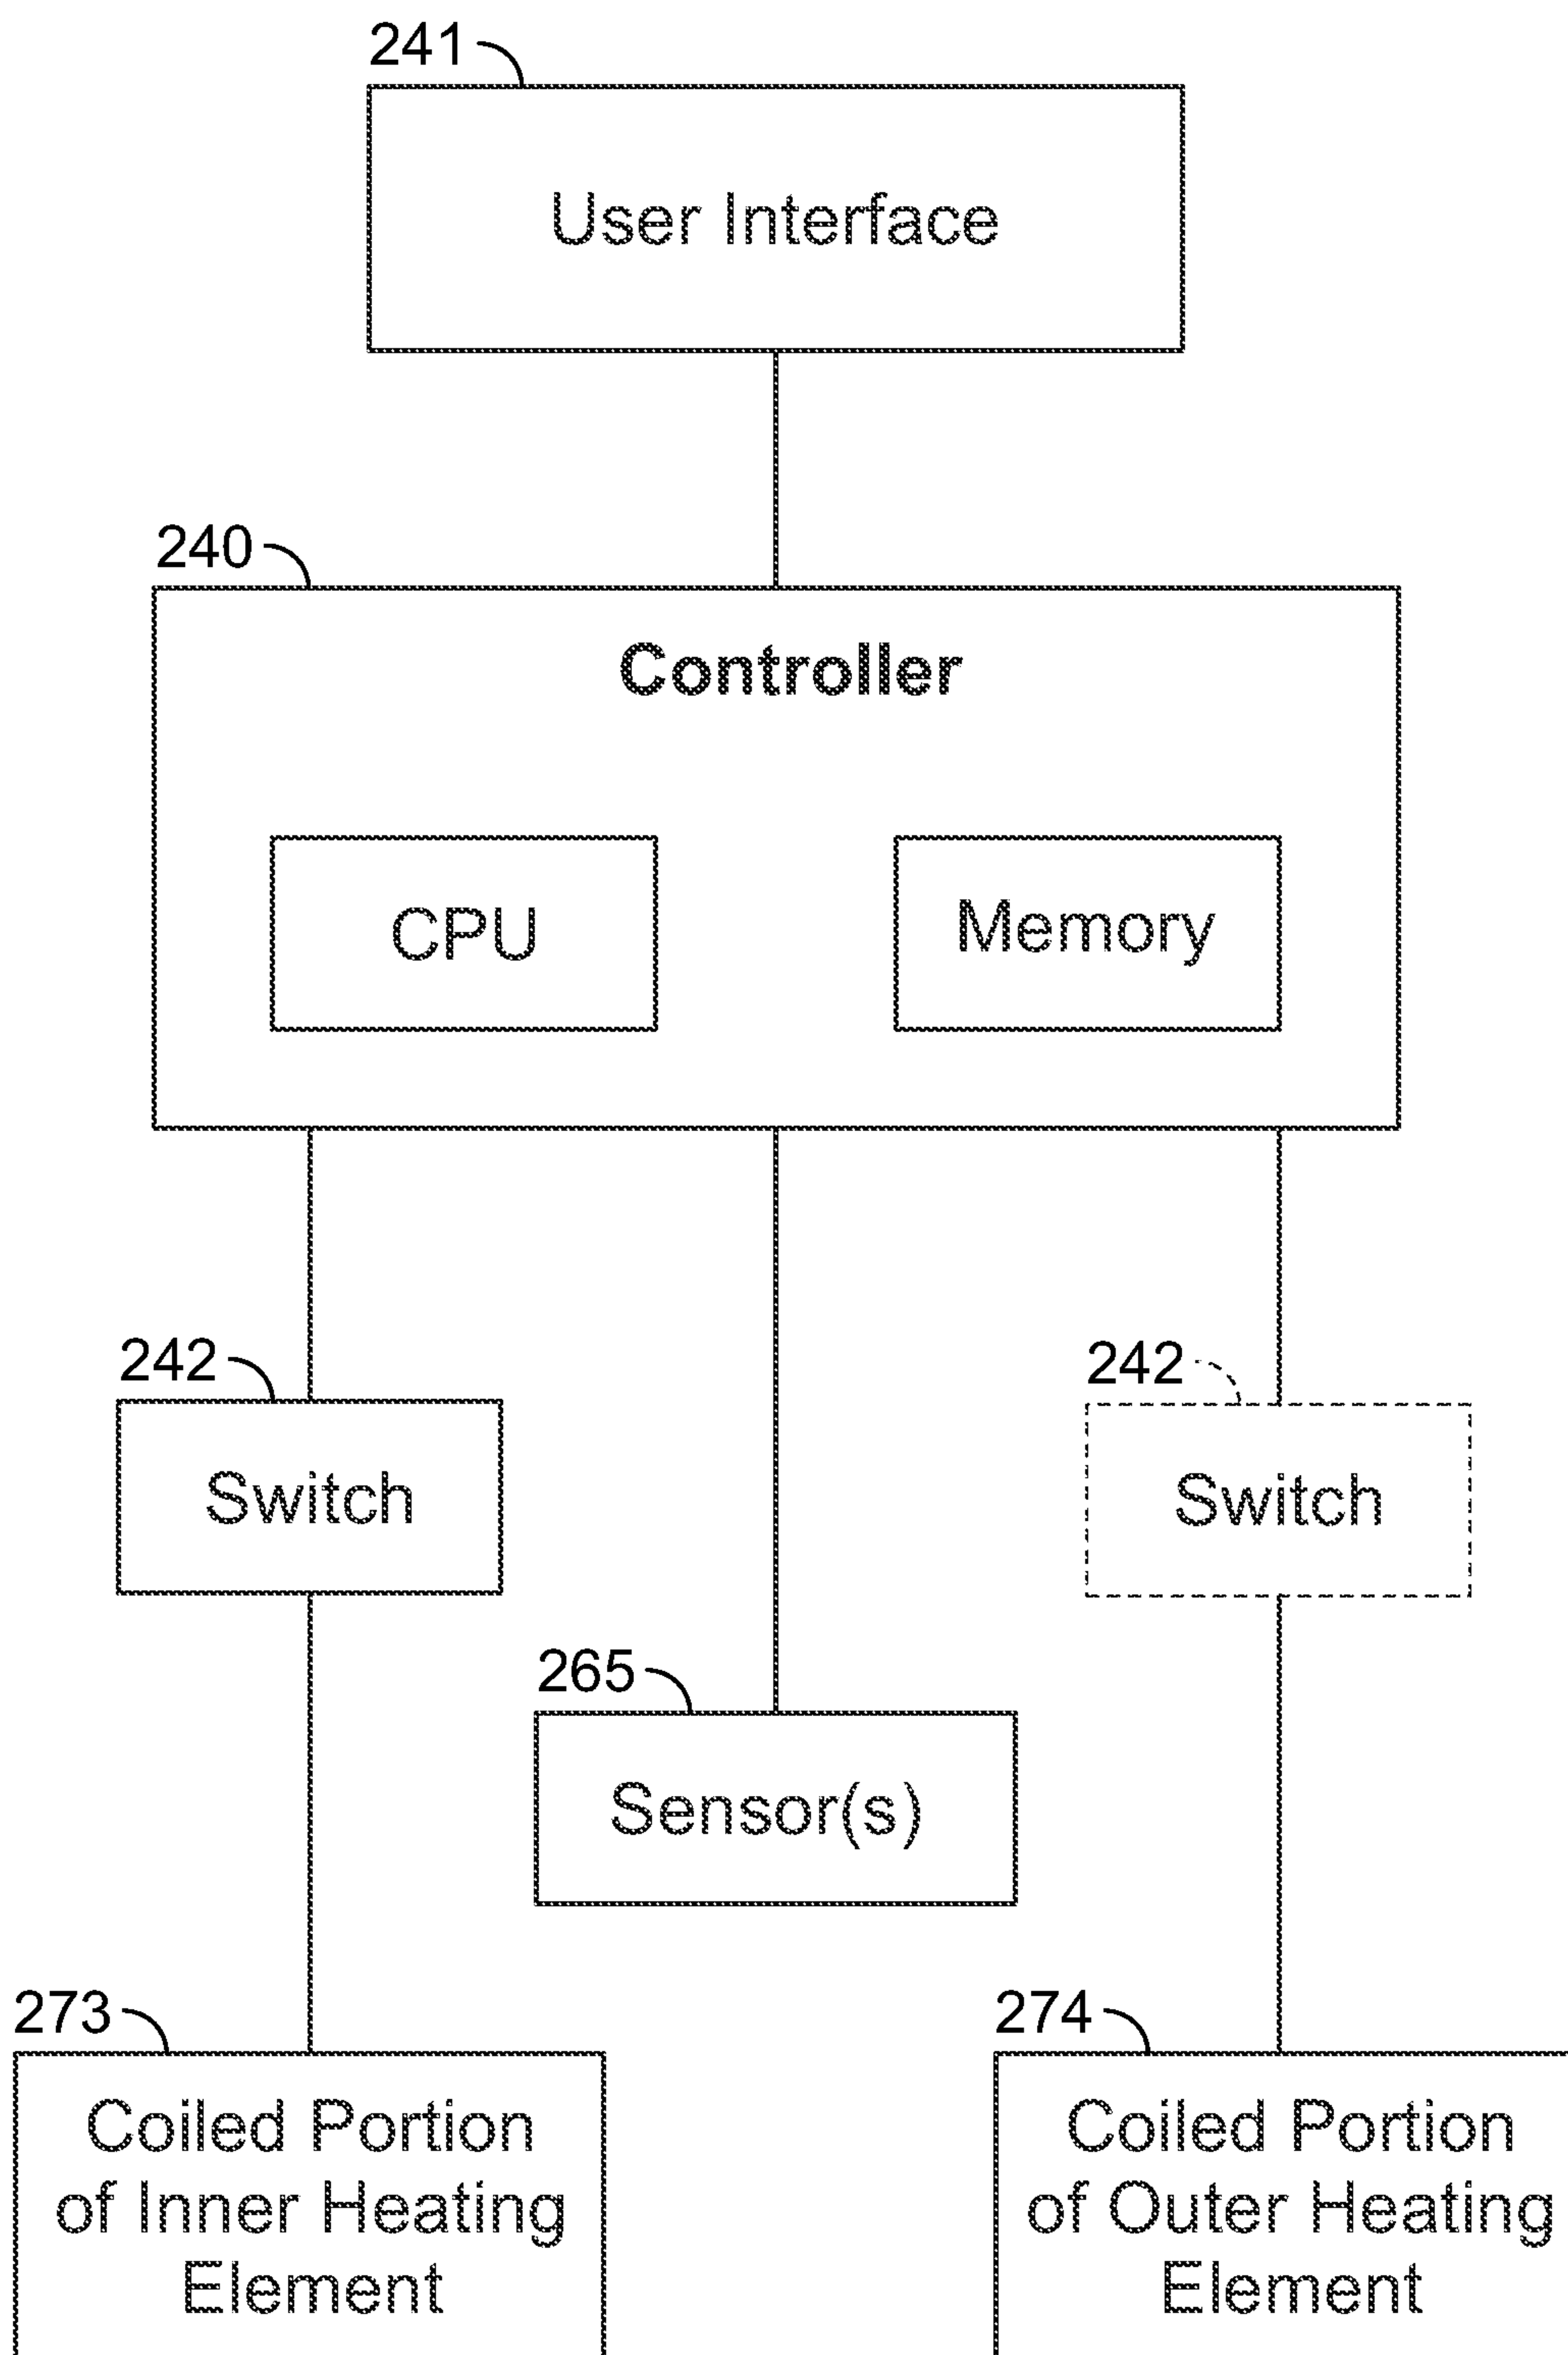 241
User Interface
240
Controller
CPU
Memory
242
Switch
242
Switch
265
Sensor(s)
273
Coiled Portion
of Inner Heating
Element
274
Coiled Portion
of Outer Heating
Element